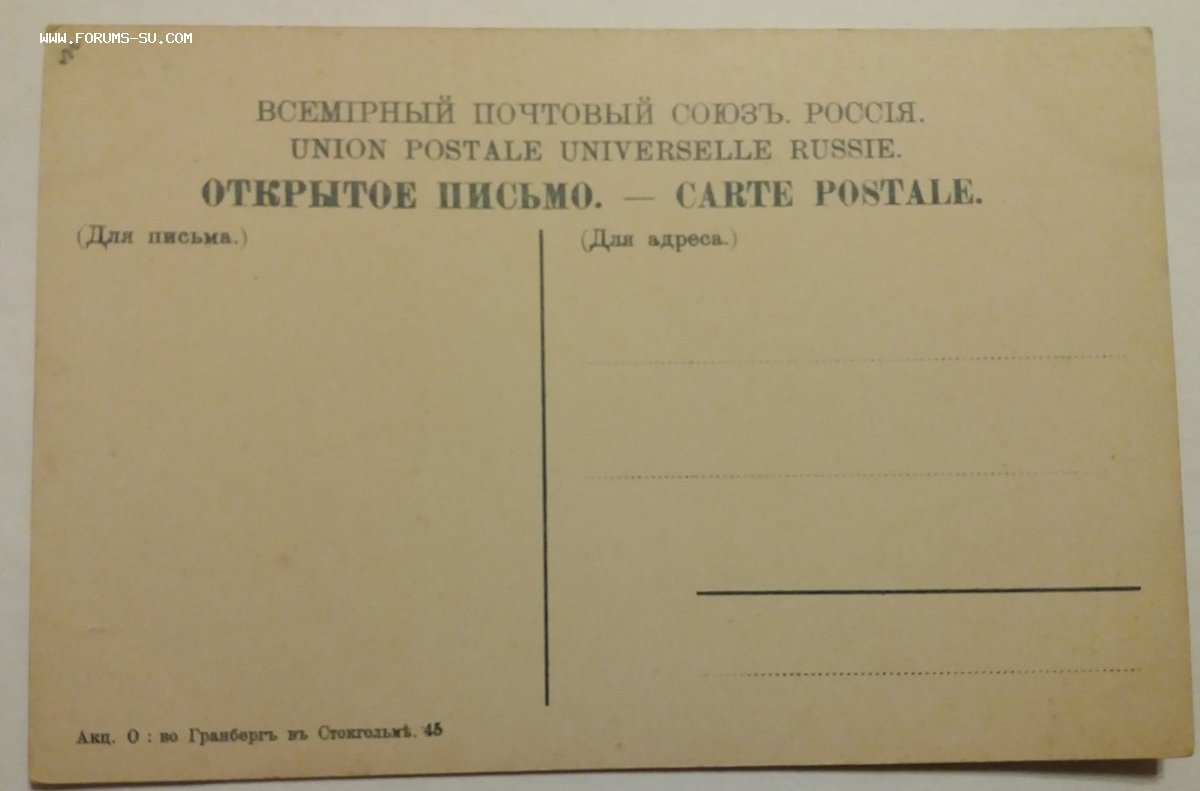 WWW.FORUMS-SU.COM
ВСЕМІРНЫЙ ПОЧТОВЫЙ СОЮЗЪ. РОССІЯ.
UNION POSTALE UNIVERSELLE RUSSIE.
ОТКРЫТОЕ ПИСЬМО. — CARTE POSTALE.
(Для письма.)
(Для адреса.)
Акц. О : во Гранбергъ въ Стокгольмѣ. 45